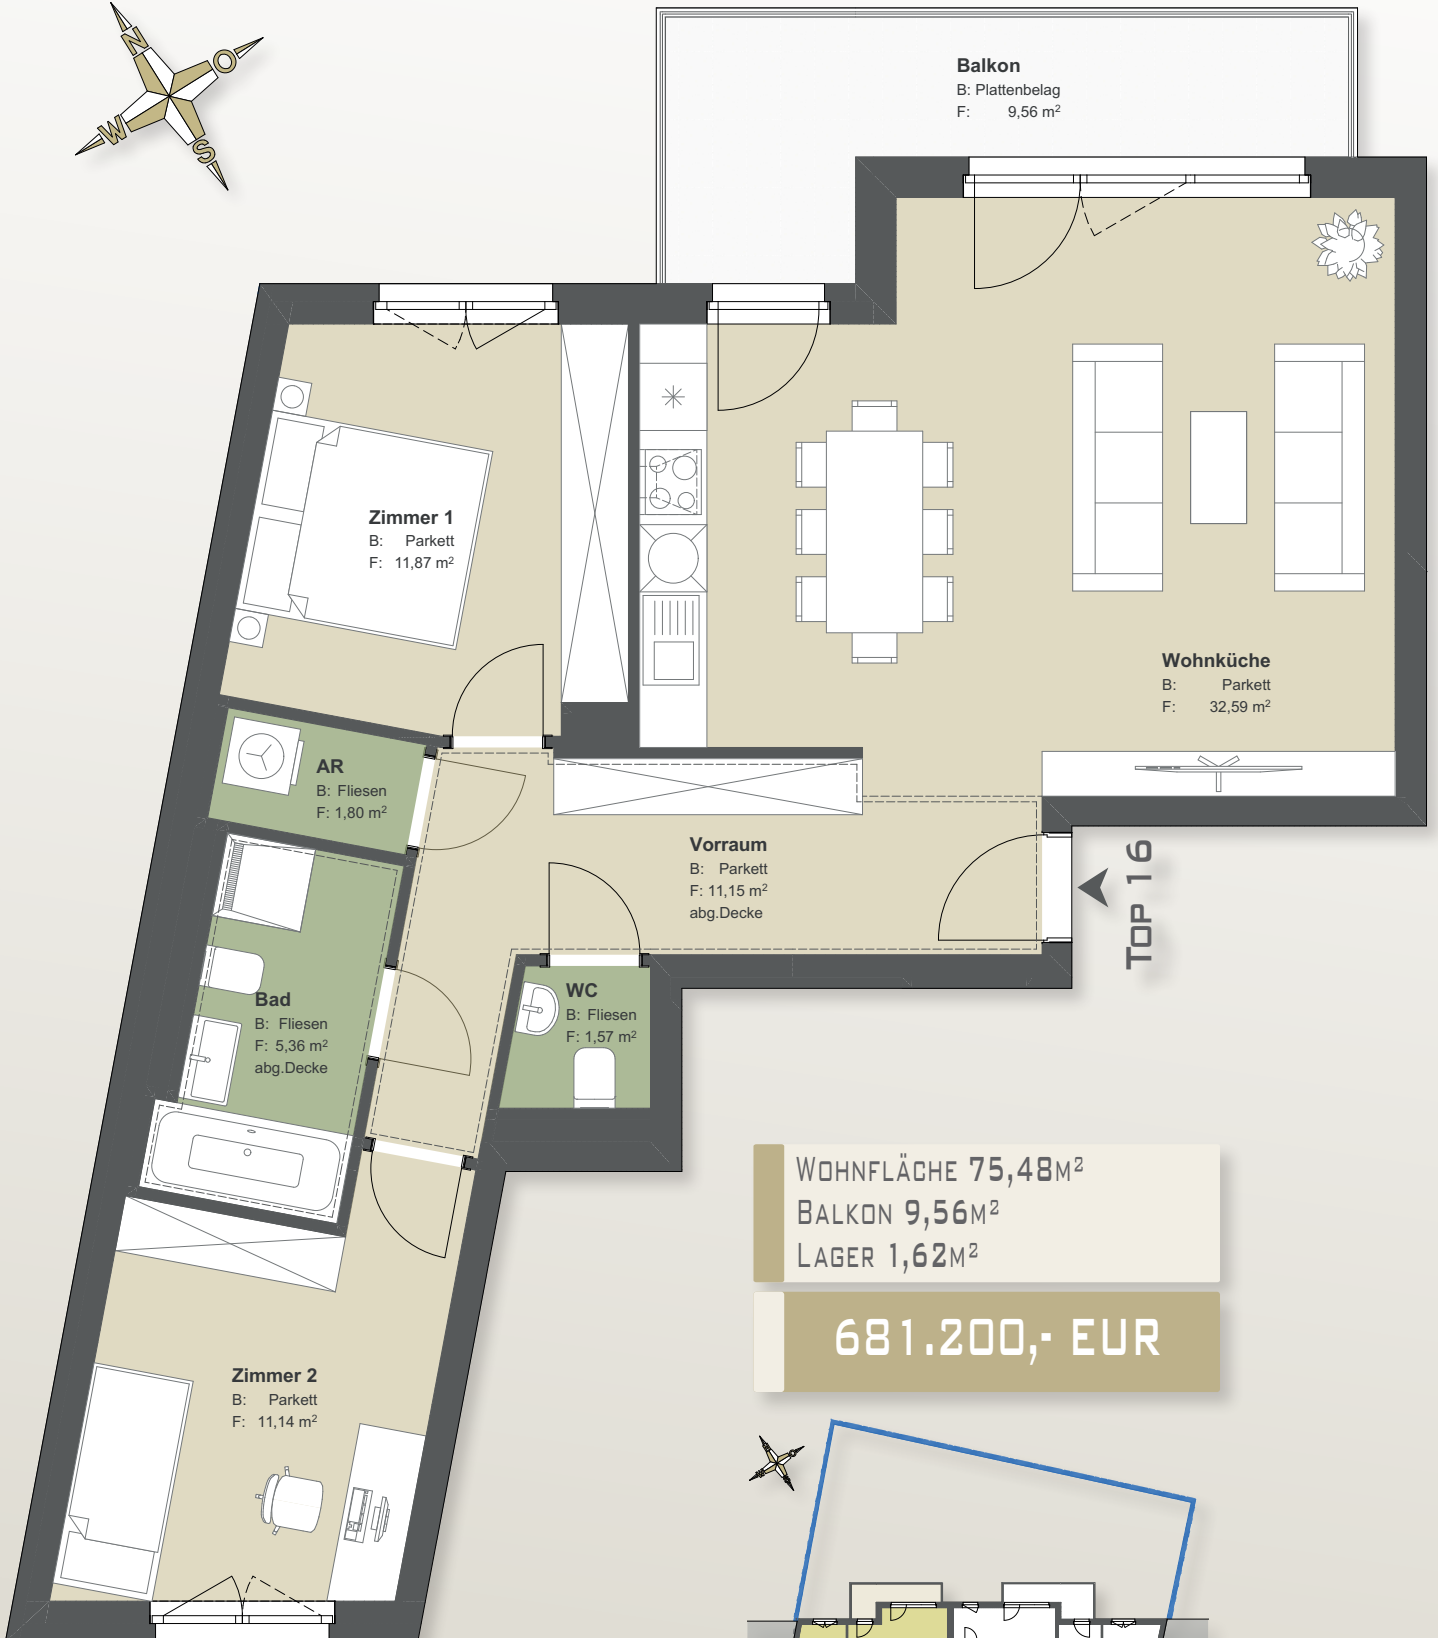 N
O
W
S
Balkon
B: Plattenbelag
F: 9,56 m²
Zimmer 1
B: Parkett
F: 11,87 m²
Wohnküche
B: Parkett
F: 32,59 m²
AR
B: Fliesen
F: 1,80 m²
Vorraum
B: Parkett
F: 11,15 m²
abg.Decke
TOP 16
Bad
B: Fliesen
F: 5,36 m²
abg.Decke
WC
B: Fliesen
F: 1,57 m²
WOHNFLÄCHE 75,48M²
BALKON 9,56M²
LAGER 1,62M²
681.200,- EUR
Zimmer 2
B: Parkett
F: 11,14 m²